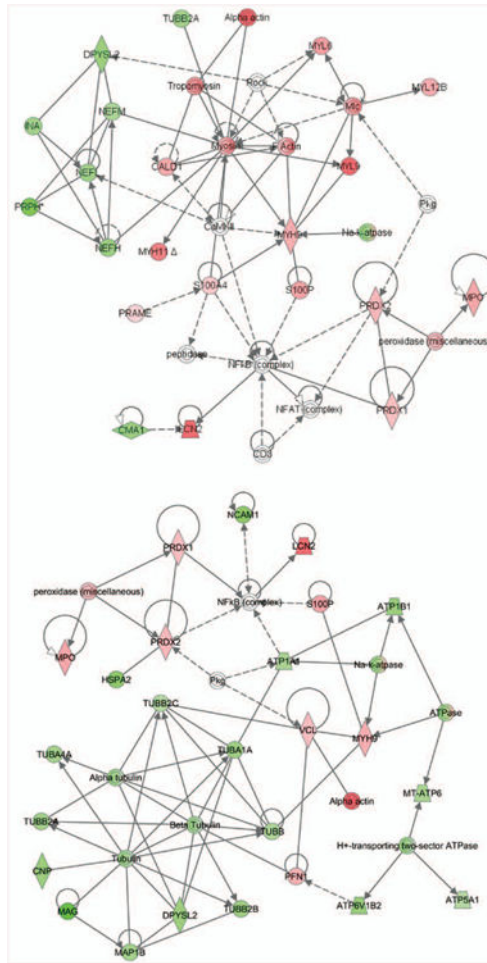 TUBB2A
Alpha actin
DPYSL2
MYL6
Rock
Tropomyosin
MYL12B
Mlc
NEFM
INA
Myosin
F Actin
CALD1
MYL9
NEFL
PRPH*
Pkg
CaMKII
MYH9
Na-k-atpase
NEFH
MYH11 Δ
S100A4
S100P
PRDX2
MPO
PRAME
peroxidase (miscellaneous)
peptidase
NFkB (complex)
NFAT (complex)
PRDX1
CMA1
LCN2
CD3
NCAM1
PRDX1
LCN2
peroxidase (miscellaneous)
NFkB (complex)
S100P
ATP1B1
MPO
PRDX2
ATP1A1
Na-k-atpase
HSPA2
Pkg
TUBB2C
ATPase
VCL
MYH9
TUBA4A
TUBA1A
Alpha tubulin
MT-ATP6
Alpha actin
TUBB2A
Beta Tubulin
TUBB
H+-transporting two-sector ATPase
Tubulin
CNP
PFN1
MAG
DPYSL2
TUBB2B
ATP6V1B2
ATP5A1
MAP1B